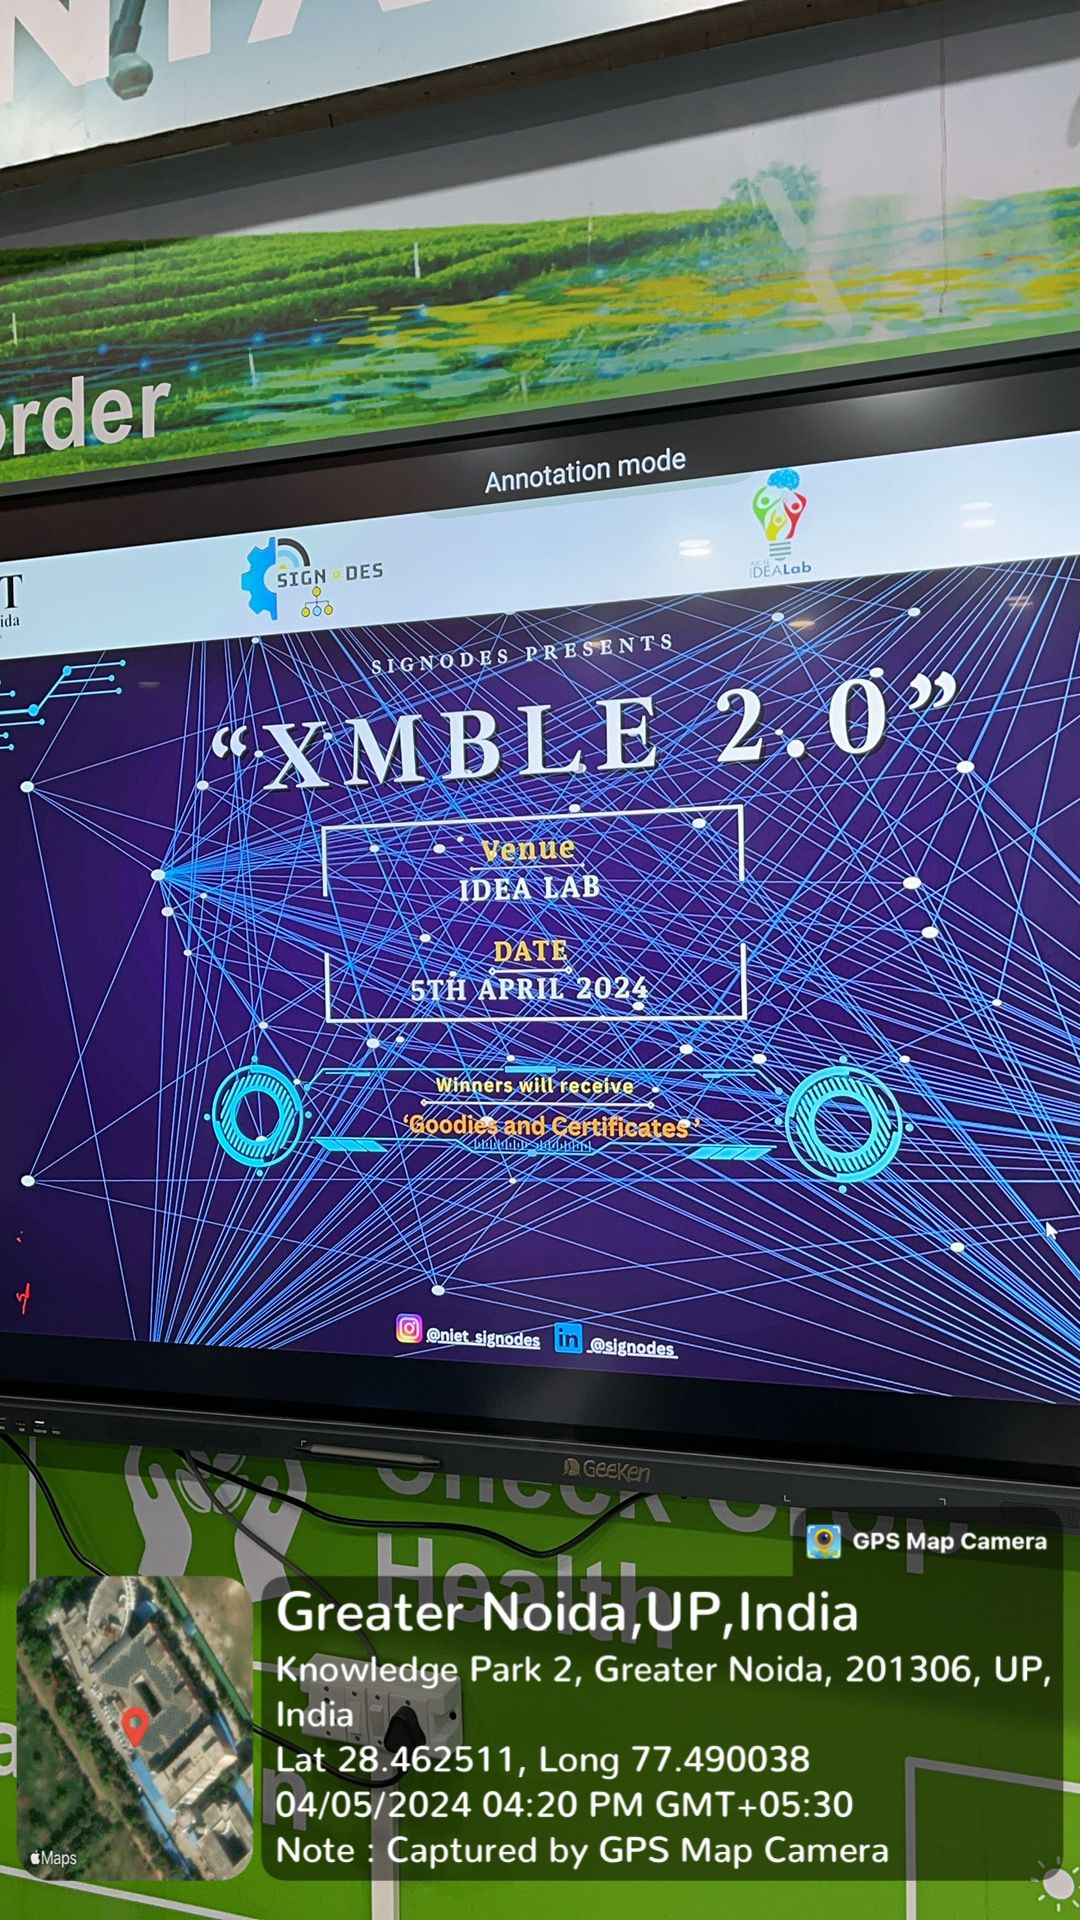 Annotation mode
SIGNODES
IDEALab
SIGNODES PRESENTS
“XMBLE 2.0”
Venue
IDEA LAB
DATE
5TH APRIL 2024
Winners will receive
‘Goodies and Certificates’
@niet_signodes
in @signodes
GeeKen
Check Crop
Health
GPS Map Camera
Greater Noida,UP,India
Knowledge Park 2, Greater Noida, 201306, UP,
India
Lat 28.462511, Long 77.490038
04/05/2024 04:20 PM GMT+05:30
Note : Captured by GPS Map Camera
Maps